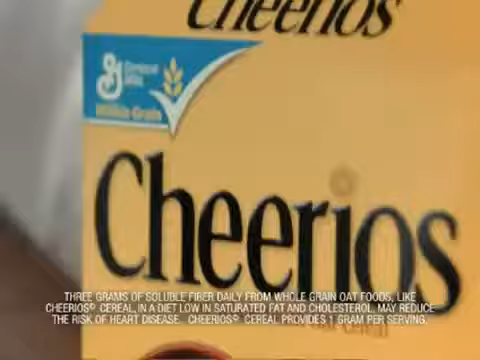 Cheerios
G General
Mills
Whole Grain
Cheerios
THREE GRAMS OF SOLUBLE FIBER DAILY FROM WHOLE GRAIN OAT FOODS, LIKE
CHEERIOS® CEREAL, IN A DIET LOW IN SATURATED FAT AND CHOLESTEROL, MAY REDUCE
THE RISK OF HEART DISEASE. CHEERIOS® CEREAL PROVIDES 1 GRAM PER SERVING.